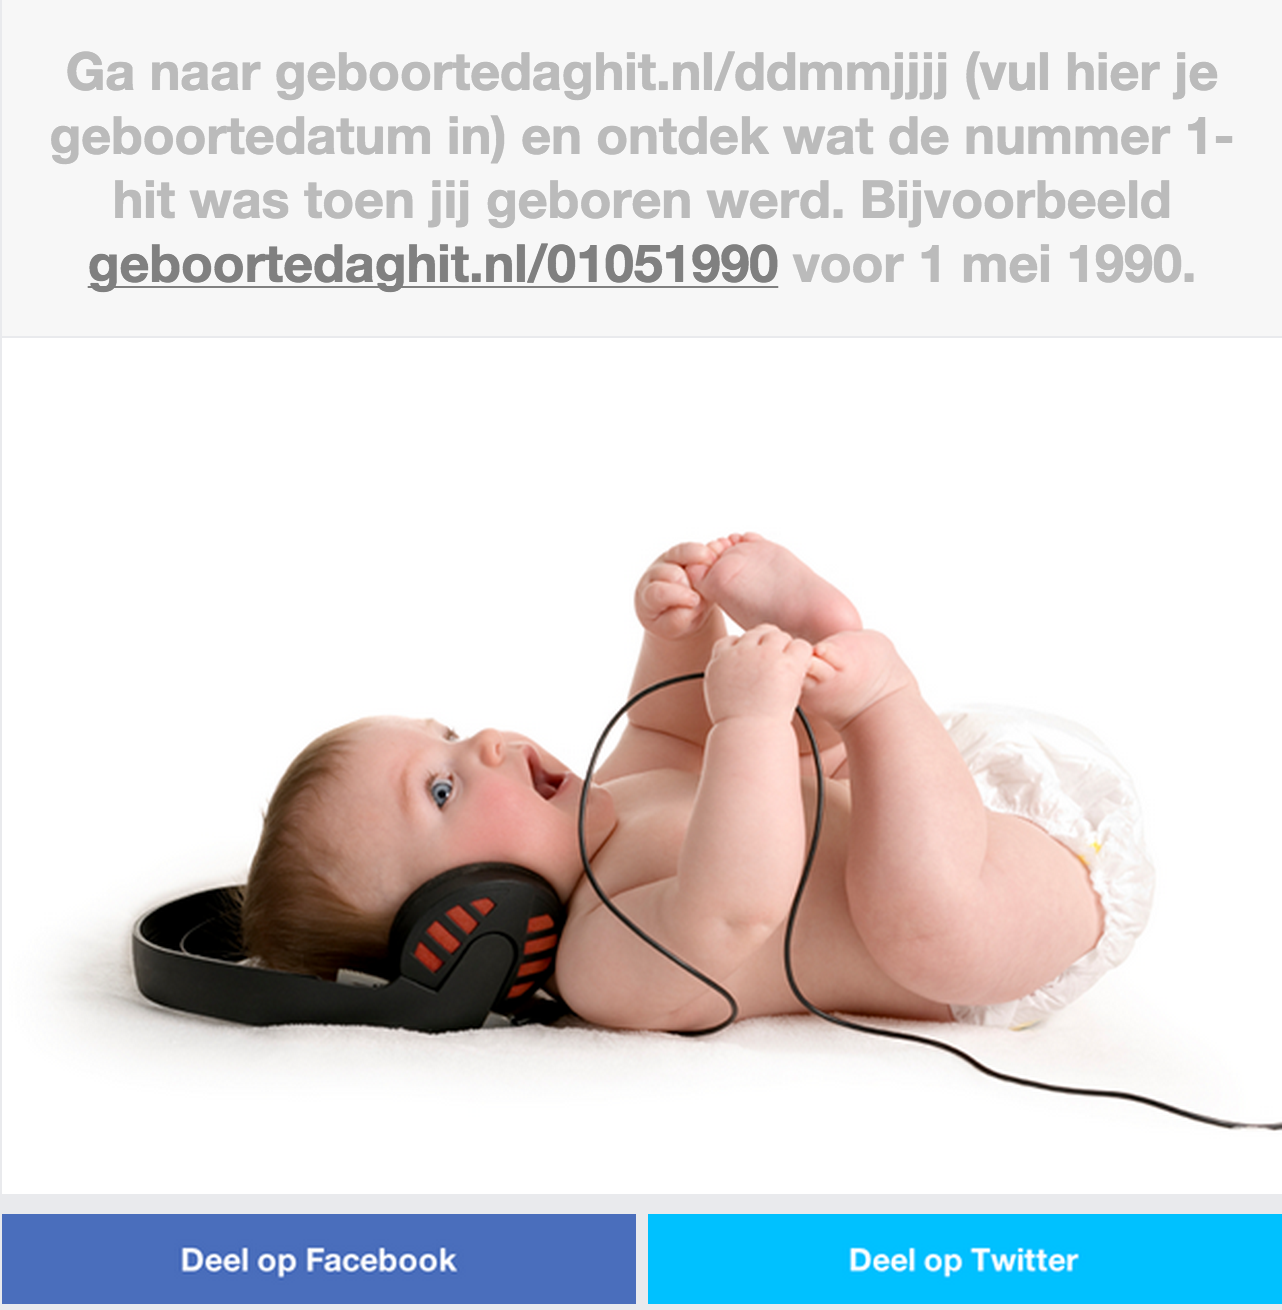 Ga naar geboortedaghit.nl/ddmmjjjj (vul hier je
geboortedatum in) en ontdek wat de nummer 1-
hit was toen jij geboren werd. Bijvoorbeeld
geboortedaghit.nl/01051990 voor 1 mei 1990.
Deel op Facebook
Deel op Twitter